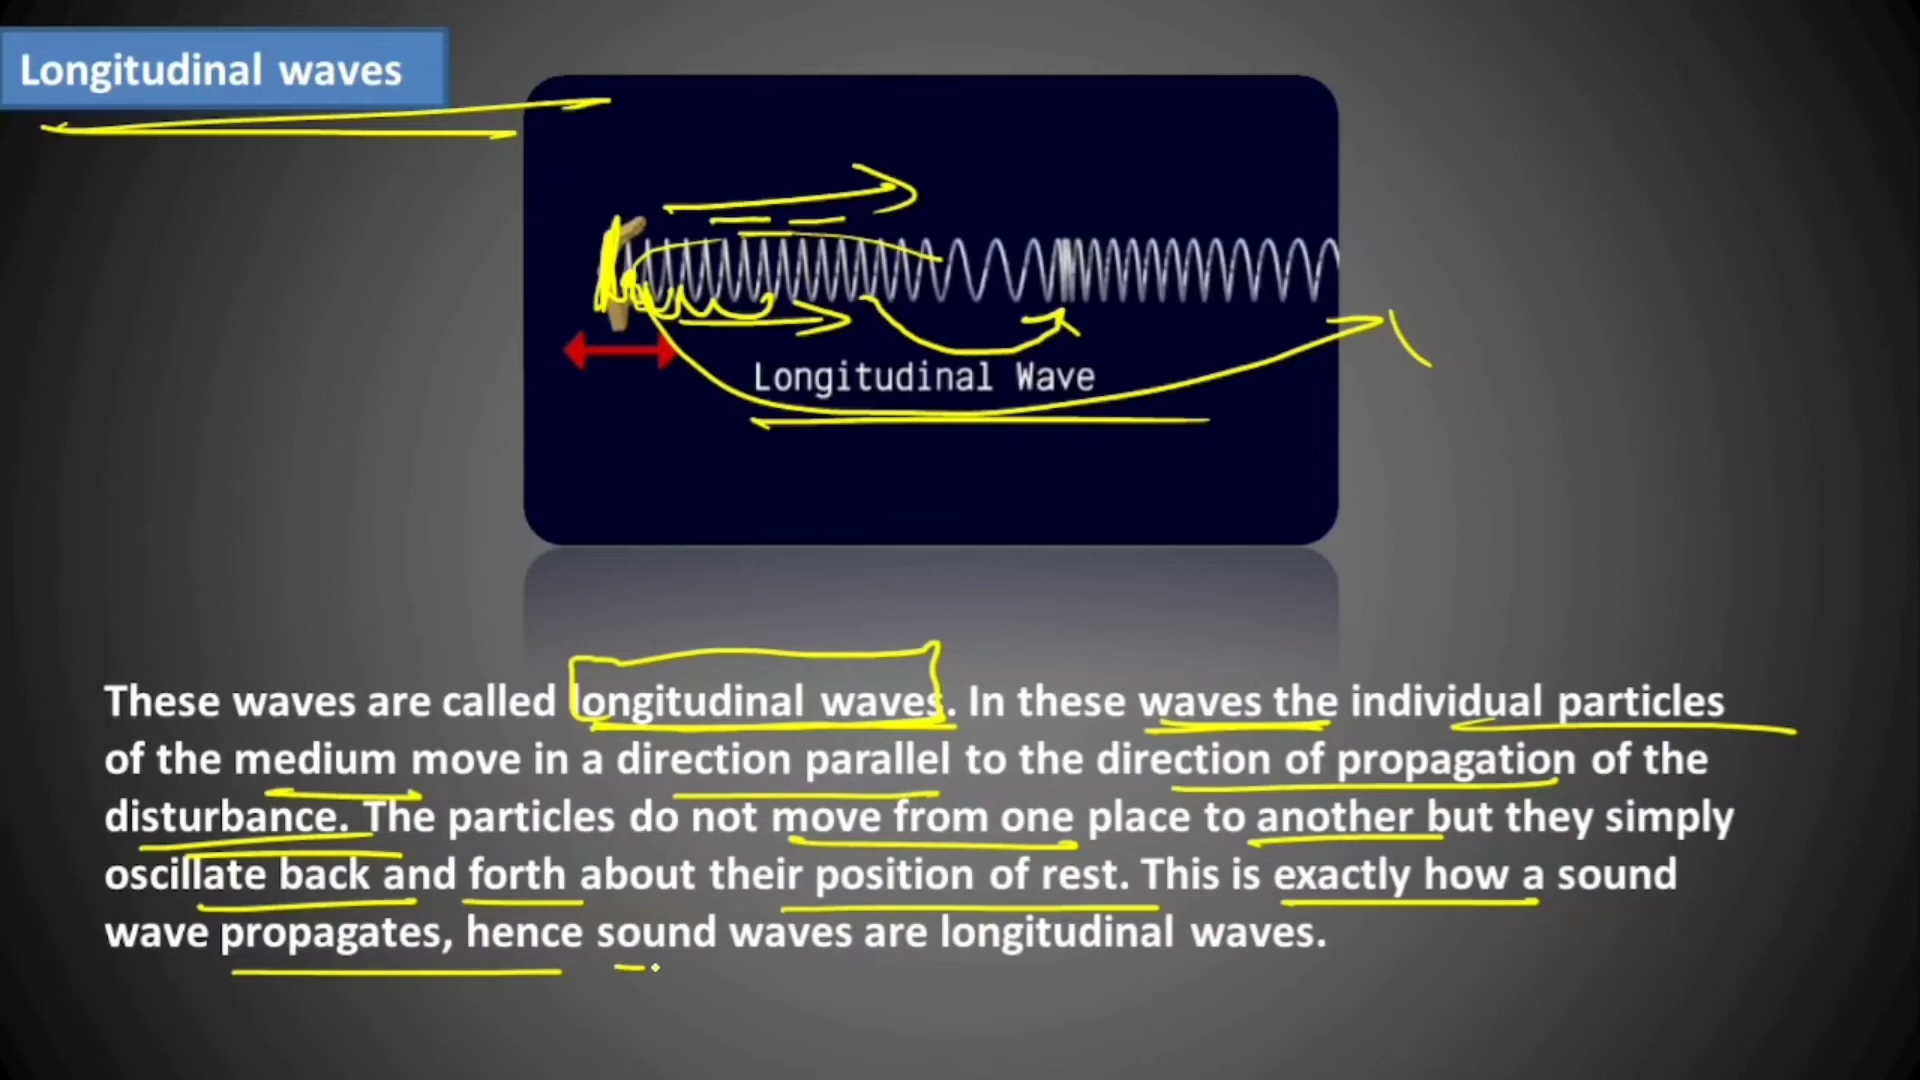 Longitudinal waves
Longitudinal Wave
These waves are called longitudinal waves. In these waves the individual particles
of the medium move in a direction parallel to the direction of propagation of the
disturbance. The particles do not move from one place to another but they simply
oscillate back and forth about their position of rest. This is exactly how a sound
wave propagates, hence sound waves are longitudinal waves.